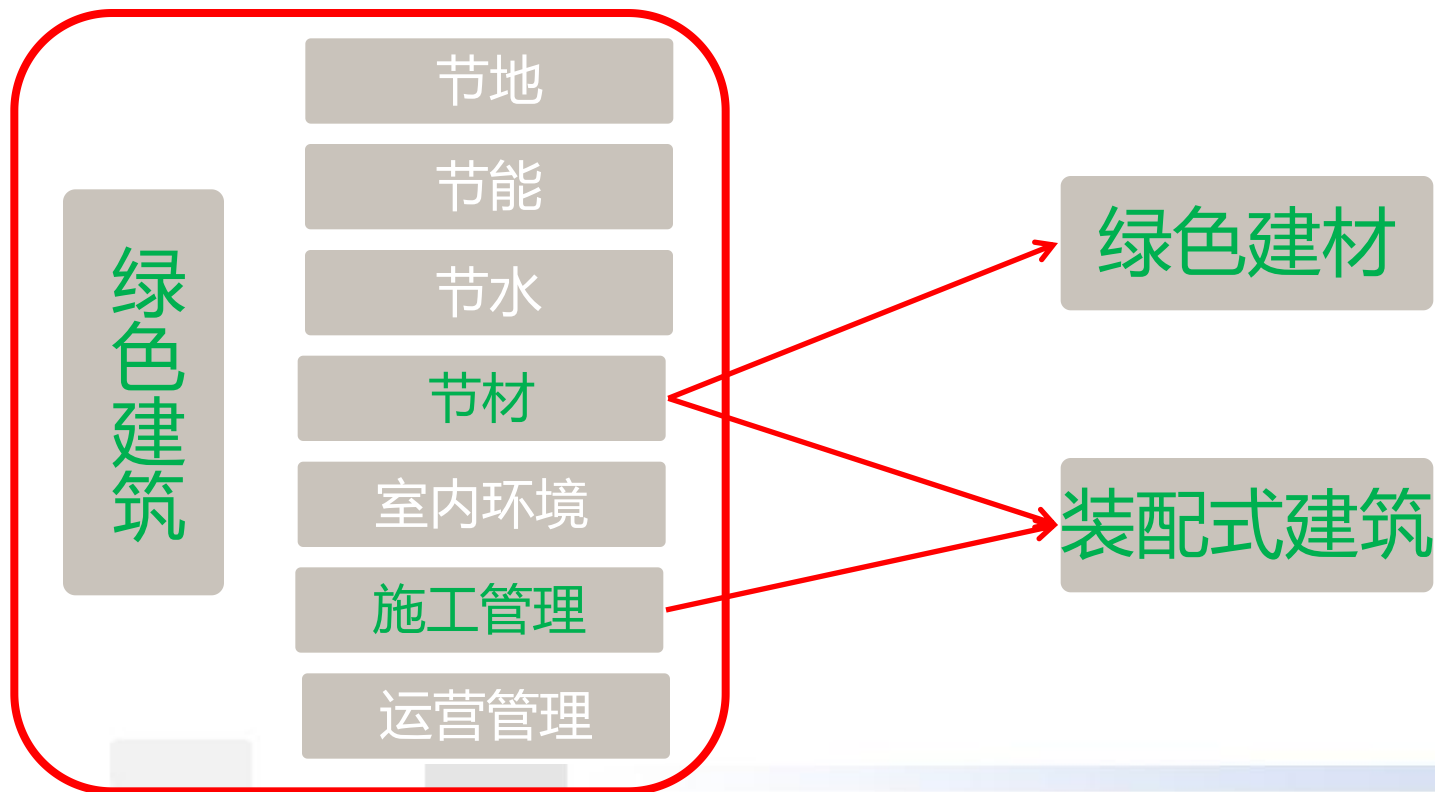 绿色建筑
节地
节能
节水
节材
室内环境
施工管理
运营管理
绿色建材
装配式建筑